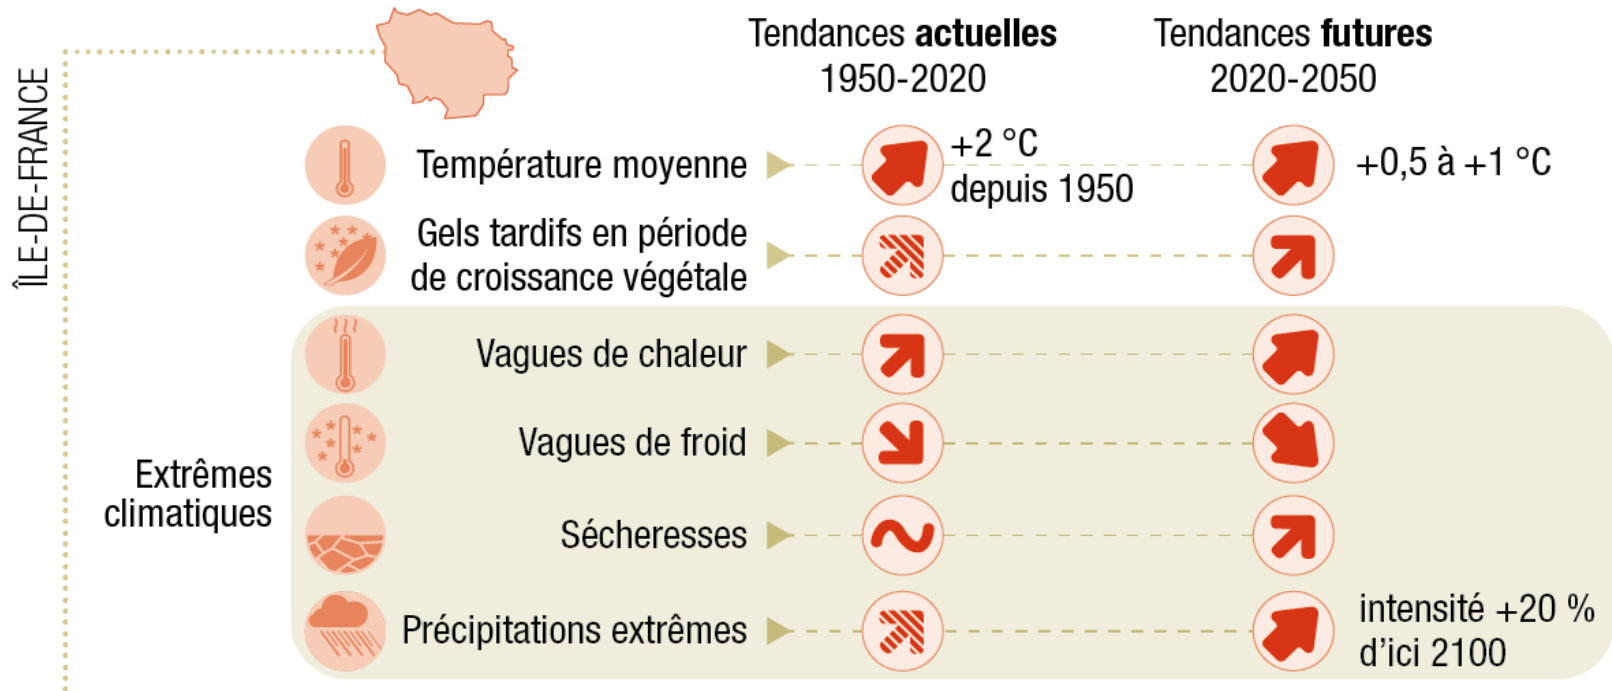 Tendances actuelles
1950-2020
Tendances futures
2020-2050
ÎLE-DE-FRANCE
Température moyenne
+2 °C
depuis 1950
+0,5 à +1 °C
Gels tardifs en période
de croissance végétale
Extrêmes
climatiques
Vagues de chaleur
Vagues de froid
Sécheresses
Précipitations extrêmes
intensité +20 %
d'ici 2100